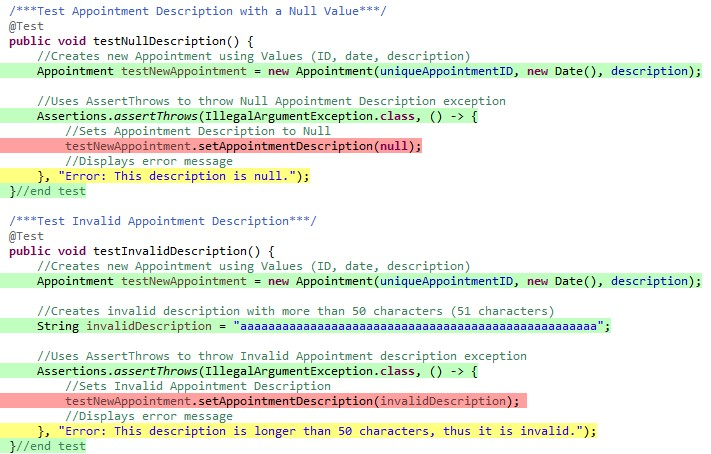 /***Test Appointment Description with a Null Value***/
@Test
public void testNullDescription() {
//Creates new Appointment using Values (ID, date, description)
Appointment testNewAppointment = new Appointment(uniqueAppointmentID, new Date(), description);
//Uses AssertThrows to throw Null Appointment Description exception
Assertions.assertThrows(IllegalArgumentException.class, () -> {
//Sets Appointment Description to Null
testNewAppointment.setAppointmentDescription(null);
//Displays error message
}, "Error: This description is null.");
}//end test
/***Test Invalid Appointment Description***/
@Test
public void testInvalidDescription() {
//Creates new Appointment using Values (ID, date, description)
Appointment testNewAppointment = new Appointment(uniqueAppointmentID, new Date(), description);
//Creates invalid description with more than 50 characters (51 characters)
String invalidDescription = "aaaaaaaaaaaaaaaaaaaaaaaaaaaaaaaaaaaaaaaaaaaaaaaaaaa";
//Uses AssertThrows to throw Invalid Appointment description exception
Assertions.assertThrows(IllegalArgumentException.class, () -> {
//Sets Invalid Appointment Description
testNewAppointment.setAppointmentDescription(invalidDescription);
//Displays error message
}, "Error: This description is longer than 50 characters, thus it is invalid.");
}//end test